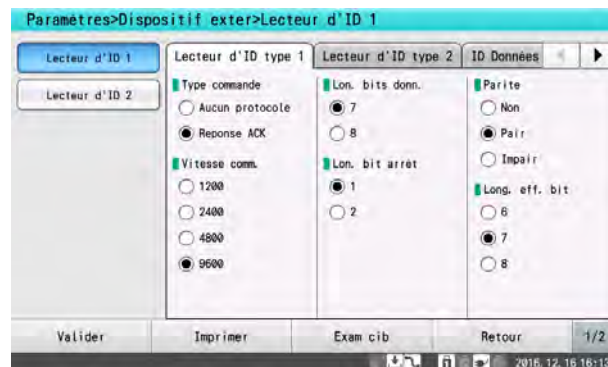 Paramètres>Dispositif exter>Lecteur d'ID 1
Lecteur d'ID 1
Lecteur d'ID 2
Lecteur d'ID type 1
Lecteur d'ID type 2
ID Données
Type commande
Aucun protocole
Reponse ACK
Vitesse comm.
1200
2400
4800
9600
Lon. bits donn.
7
8
Lon. bit arrêt
1
2
Parite
Non
Pair
Impair
Long. eff. bit
6
7
8
Valider
Imprimer
Exam cib
Retour
1/2
2016.12.16 16:13